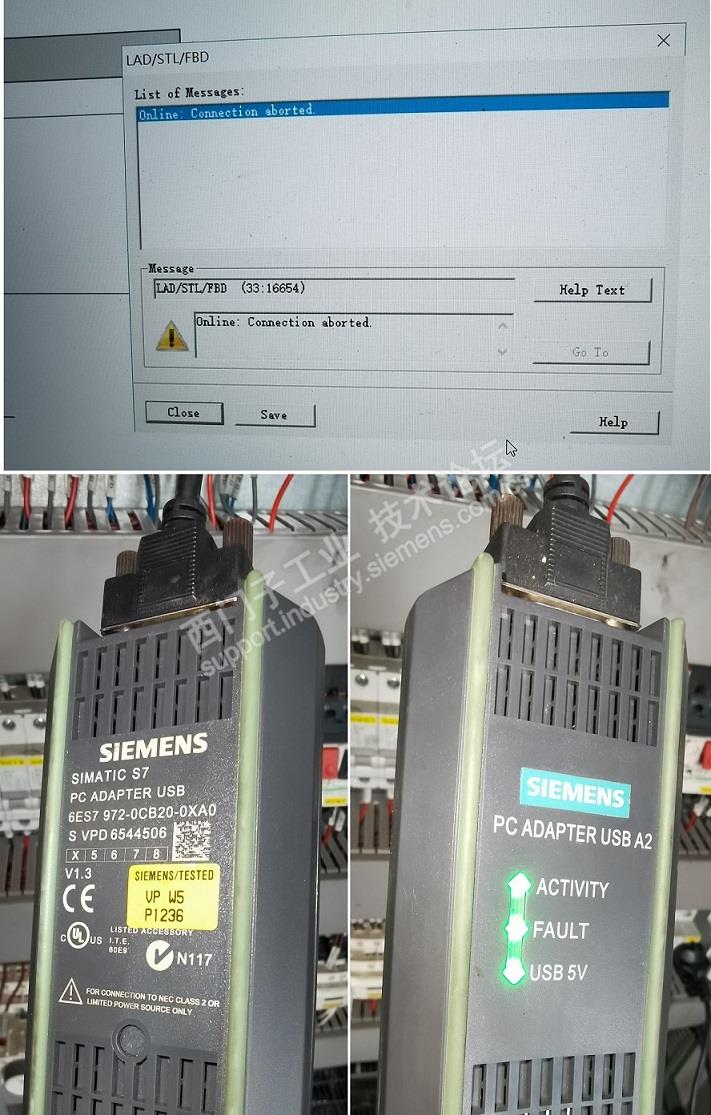 LAD/STL/FBD
List of Messages:
Online: Connection aborted.
Message
LAD/STL/FBD (33:16654)
Help Text
Online: Connection aborted.
Go To
Close
Save
Help
西门子工业 技术论坛
support.industry.siemens.com
SIEMENS
SIMATIC S7
PC ADAPTER USB
6ES7 972-0CB20-0XA0
S VPD 6544506
X 5 6 7 8
V1.3
SIEMENS/TESTED
VP W5
P1236
CE
LISTED ACCESSORY
I.T.E.
60E9
C UL US
N117
FOR CONNECTION TO NEC CLASS 2 OR
LIMITED POWER SOURCE ONLY
SIEMENS
PC ADAPTER USB A2
ACTIVITY
FAULT
USB 5V